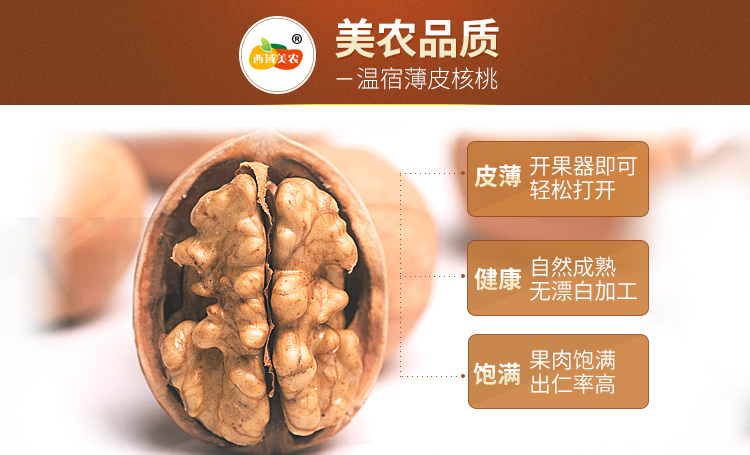 西域美农
®
美农品质
－温宿薄皮核桃
皮薄
开果器即可
轻松打开
健康
自然成熟
无漂白加工
饱满
果肉饱满
出仁率高